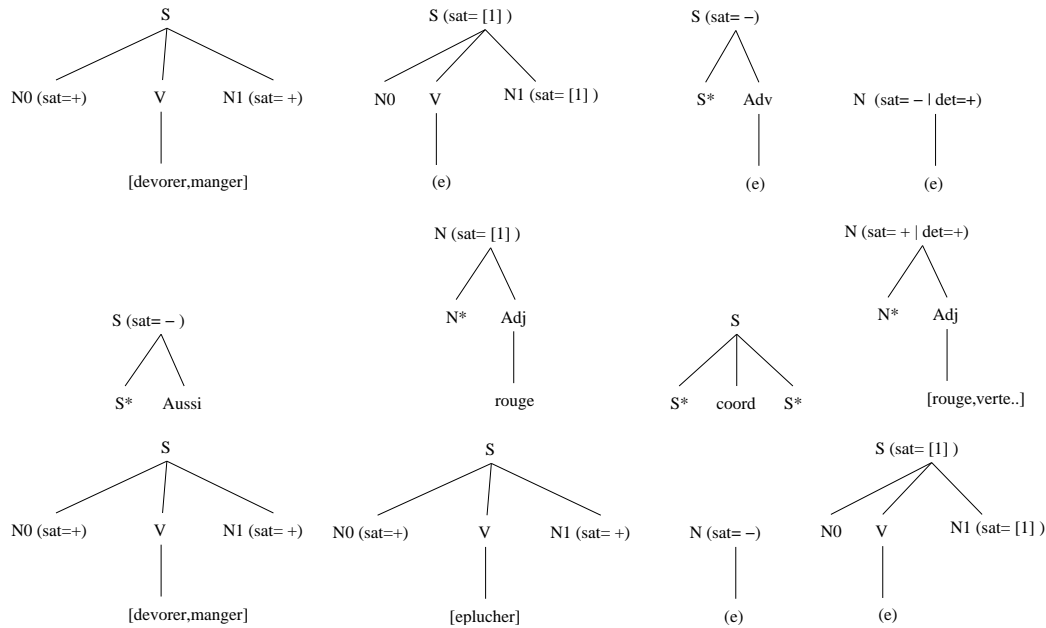 S
S (sat= [1] )
S (sat= −)
N0 (sat=+)
V
N1 (sat= +)
N0
V
N1 (sat= [1] )
S*
Adv
N (sat= − | det=+)
[devorer,manger]
(e)
(e)
(e)
N (sat= [1] )
N (sat= + | det=+)
S (sat= − )
N*
Adj
S
N*
Adj
S*
Aussi
rouge
S*
coord
S*
[rouge,verte..]
S
S
S (sat= [1] )
N0 (sat=+)
V
N1 (sat= +)
N0 (sat=+)
V
N1 (sat= +)
N (sat= −)
N0
V
N1 (sat= [1] )
[devorer,manger]
[eplucher]
(e)
(e)